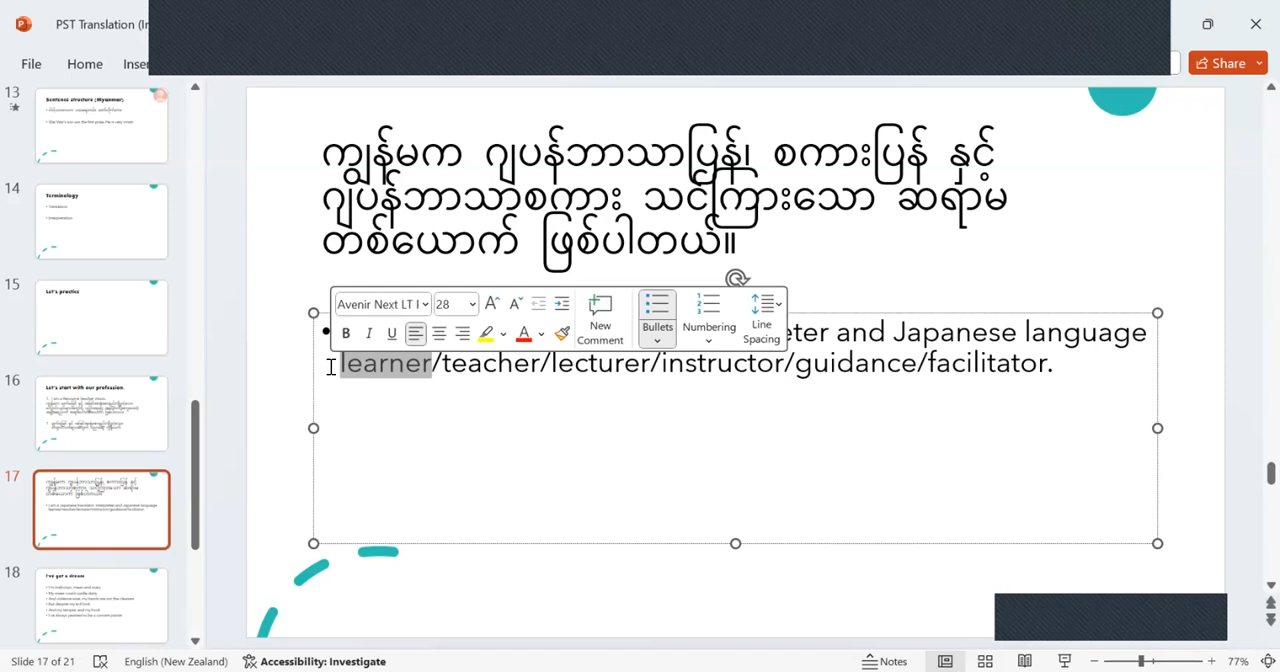 PST Translation (In
File Home Inser
Share
13
Sentence structure (Myanmar)
14
Terminology
• Translation
• Interpretation
15
Let's practice
16
Let's start with our profession.
17
18
I've got a dream
ကျွန်မက ဂျပန်ဘာသာပြန်၊ စကားပြန် နှင့်
ဂျပန်ဘာသာစကား သင်ကြားသော ဆရာမ
တစ်ယောက် ဖြစ်ပါတယ်။
Avenir Next LT I 28
B I U A
New
Comment
Bullets
Numbering
Line
Spacing
eter and Japanese language
learner/teacher/lecturer/instructor/guidance/facilitator.
Slide 17 of 21 English (New Zealand) Accessibility: Investigate Notes 77%